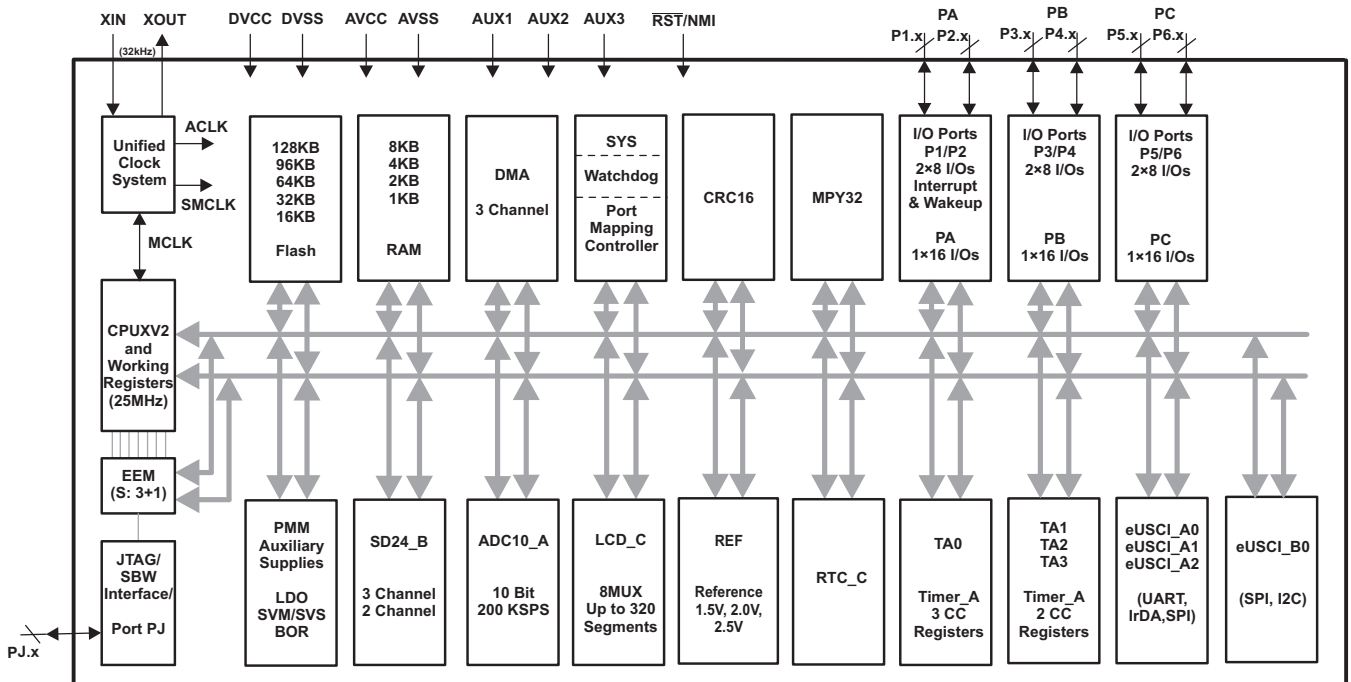 XIN XOUT
(32kHz)
DVCC DVSS AVCC AVSS AUX1 AUX2 AUX3 RST/NMI
PA
P1.x P2.x
PB
P3.x P4.x
PC
P5.x P6.x
Unified
Clock
System
ACLK
SMCLK
MCLK
128KB
96KB
64KB
32KB
16KB
Flash
8KB
4KB
2KB
1KB
RAM
DMA
3 Channel
SYS
Watchdog
Port
Mapping
Controller
CRC16
MPY32
I/O Ports
P1/P2
2×8 I/Os
Interrupt
& Wakeup
PA
1×16 I/Os
I/O Ports
P3/P4
2×8 I/Os
PB
1×16 I/Os
I/O Ports
P5/P6
2×8 I/Os
PC
1×16 I/Os
CPUXV2
and
Working
Registers
(25MHz)
EEM
(S: 3+1)
JTAG/
SBW
Interface/
Port PJ
PJ.x
PMM
Auxiliary
Supplies
LDO
SVM/SVS
BOR
SD24_B
3 Channel
2 Channel
ADC10_A
10 Bit
200 KSPS
LCD_C
8MUX
Up to 320
Segments
REF
Reference
1.5V, 2.0V,
2.5V
RTC_C
TA0
Timer_A
3 CC
Registers
TA1
TA2
TA3
Timer_A
2 CC
Registers
eUSCI_A0
eUSCI_A1
eUSCI_A2
(UART,
IrDA,SPI)
eUSCI_B0
(SPI, I2C)